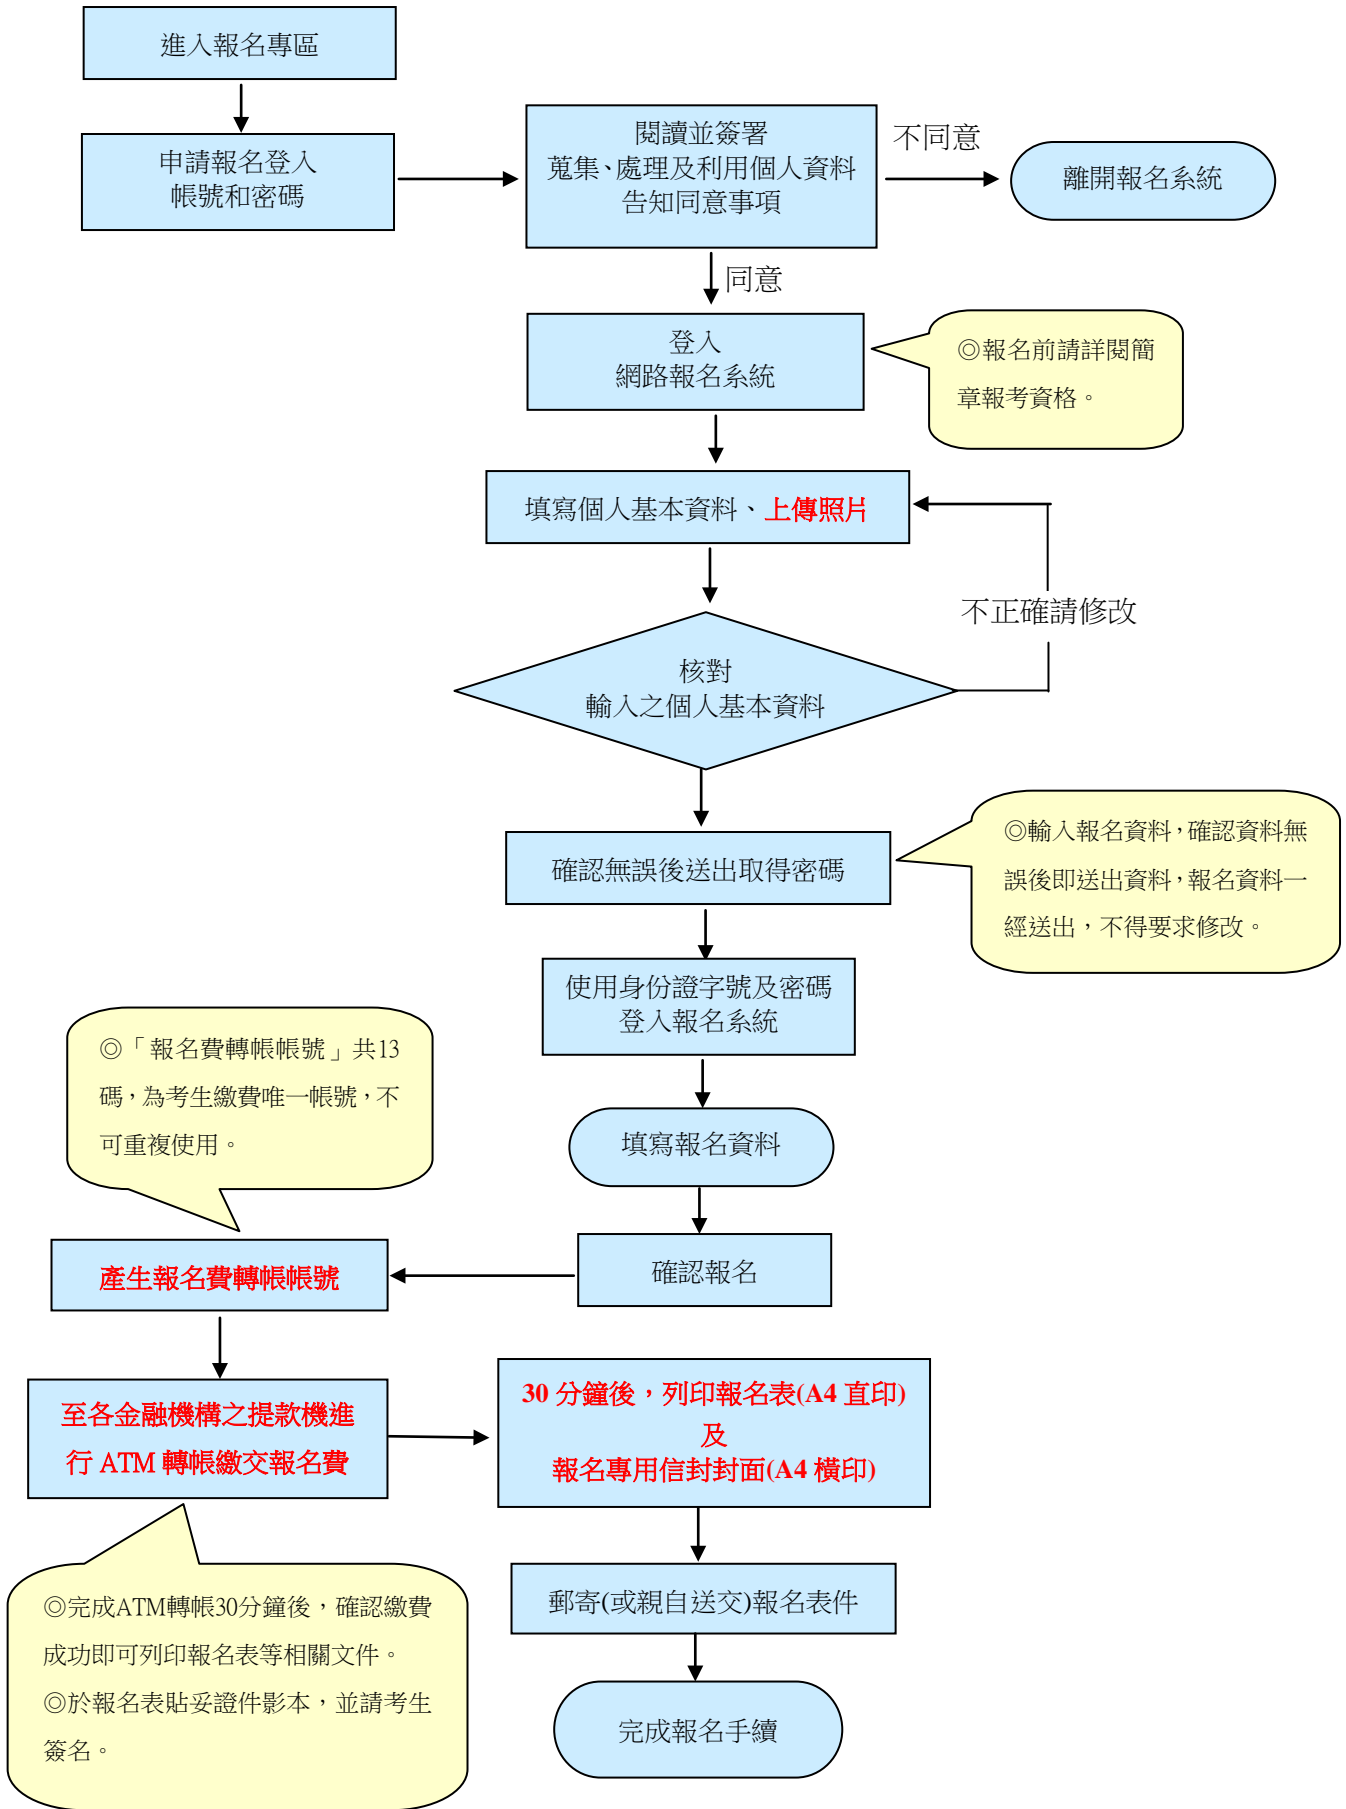 進入報名專區
申請報名登入
帳號和密碼
閱讀並簽署
蒐集、處理及利用個人資料
告知同意事項
不同意
離開報名系統
同意
登入
網路報名系統
◎報名前請詳閱簡
章報考資格。
填寫個人基本資料、上傳照片
不正確請修改
核對
輸入之個人基本資料
確認無誤後送出取得密碼
◎輸入報名資料，確認資料無
誤後即送出資料，報名資料一
經送出，不得要求修改。
使用身份證字號及密碼
登入報名系統
填寫報名資料
確認報名
◎「報名費轉帳帳號」共13
碼，為考生繳費唯一帳號，不
可重複使用。
產生報名費轉帳帳號
至各金融機構之提款機進
行 ATM 轉帳繳交報名費
30 分鐘後，列印報名表(A4 直印)
及
報名專用信封封面(A4 橫印)
◎完成ATM轉帳30分鐘後，確認繳費
成功即可列印報名表等相關文件。
◎於報名表貼妥證件影本，並請考生
簽名。
郵寄(或親自送交)報名表件
完成報名手續